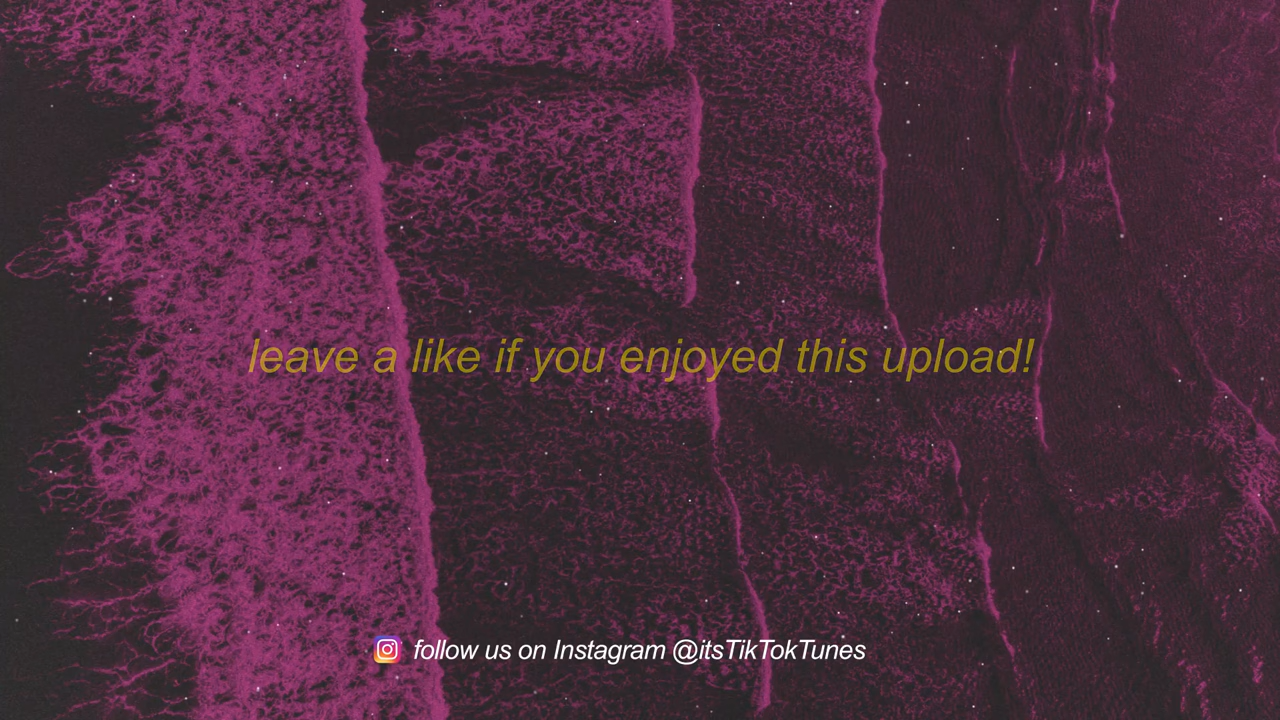 leave a like if you enjoyed this upload!
follow us on Instagram @itsTikTokTunes